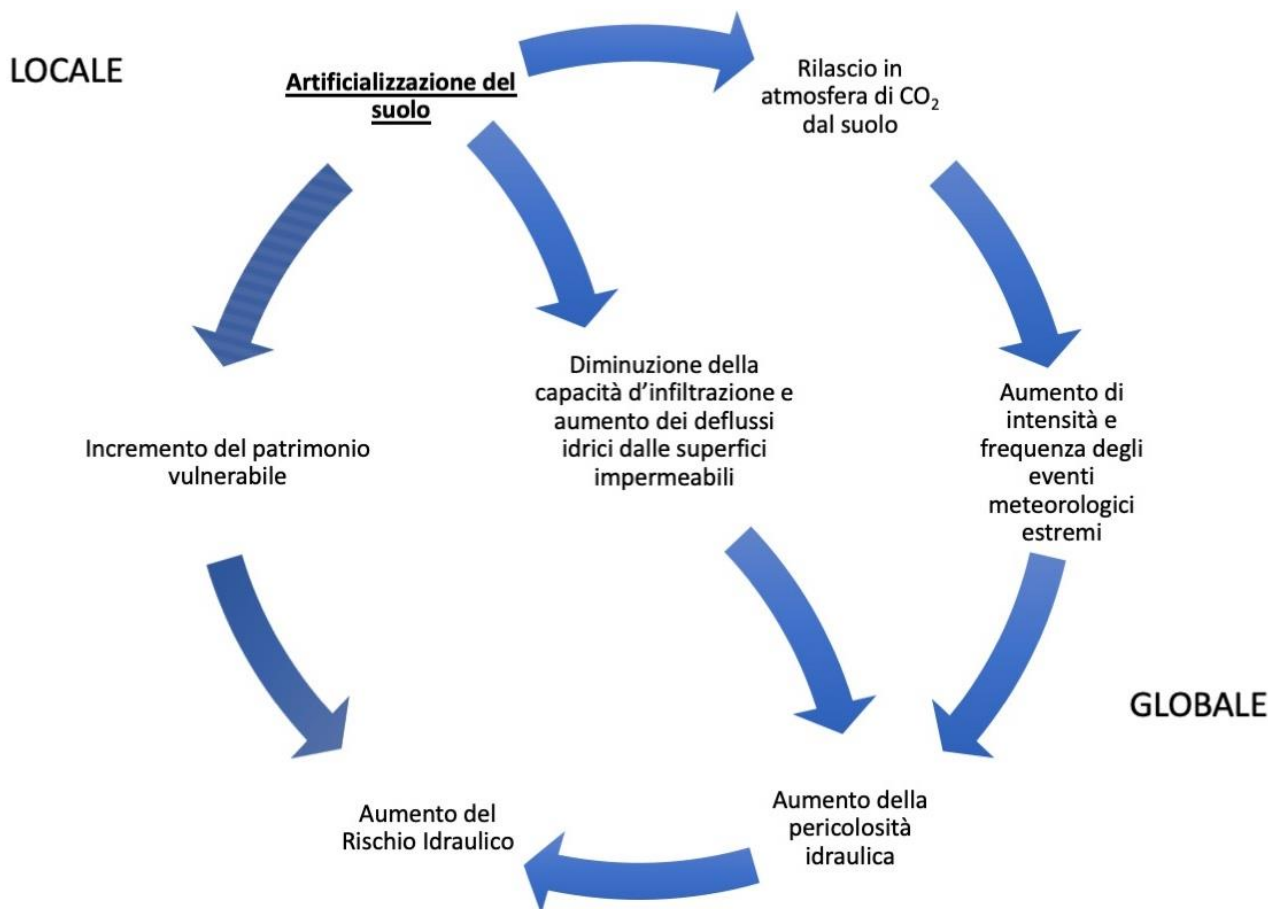 LOCALE
Artificializzazione del
suolo
Rilascio in
atmosfera di CO₂
dal suolo
Incremento del patrimonio
vulnerabile
Diminuzione della
capacità d'infiltrazione e
aumento dei deflussi
idrici dalle superfici
impermeabili
Aumento di
intensità e
frequenza degli
eventi
meteorologici
estremi
GLOBALE
Aumento del
Rischio Idraulico
Aumento della
pericolosità
idraulica